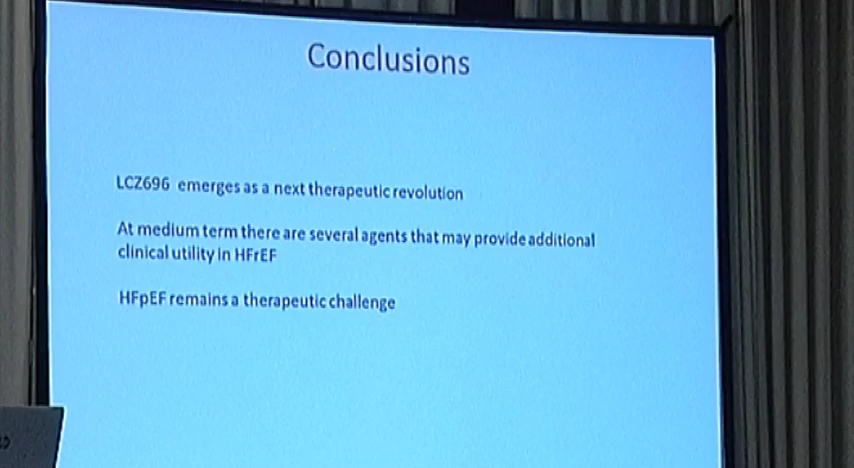 Conclusions
LCZ696 emerges as a next therapeutic revolution
At medium term there are several agents that may provide additional
clinical utility in HFrEF
HFpEF remains a therapeutic challenge